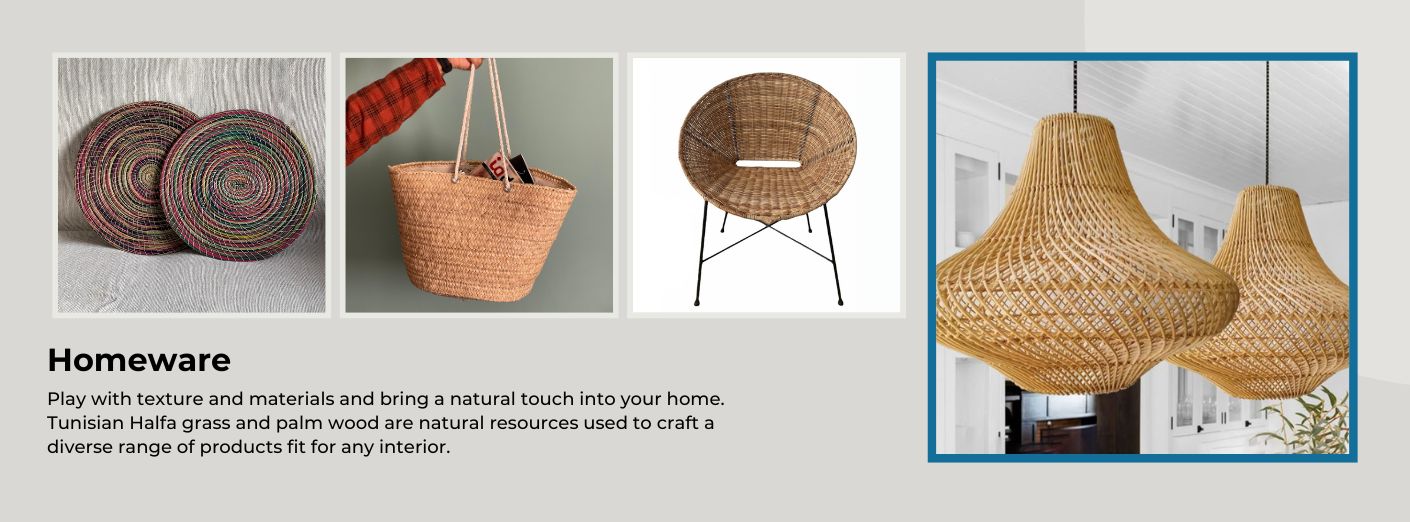 Homeware
Play with texture and materials and bring a natural touch into your home.
Tunisian Halfa grass and palm wood are natural resources used to craft a
diverse range of products fit for any interior.